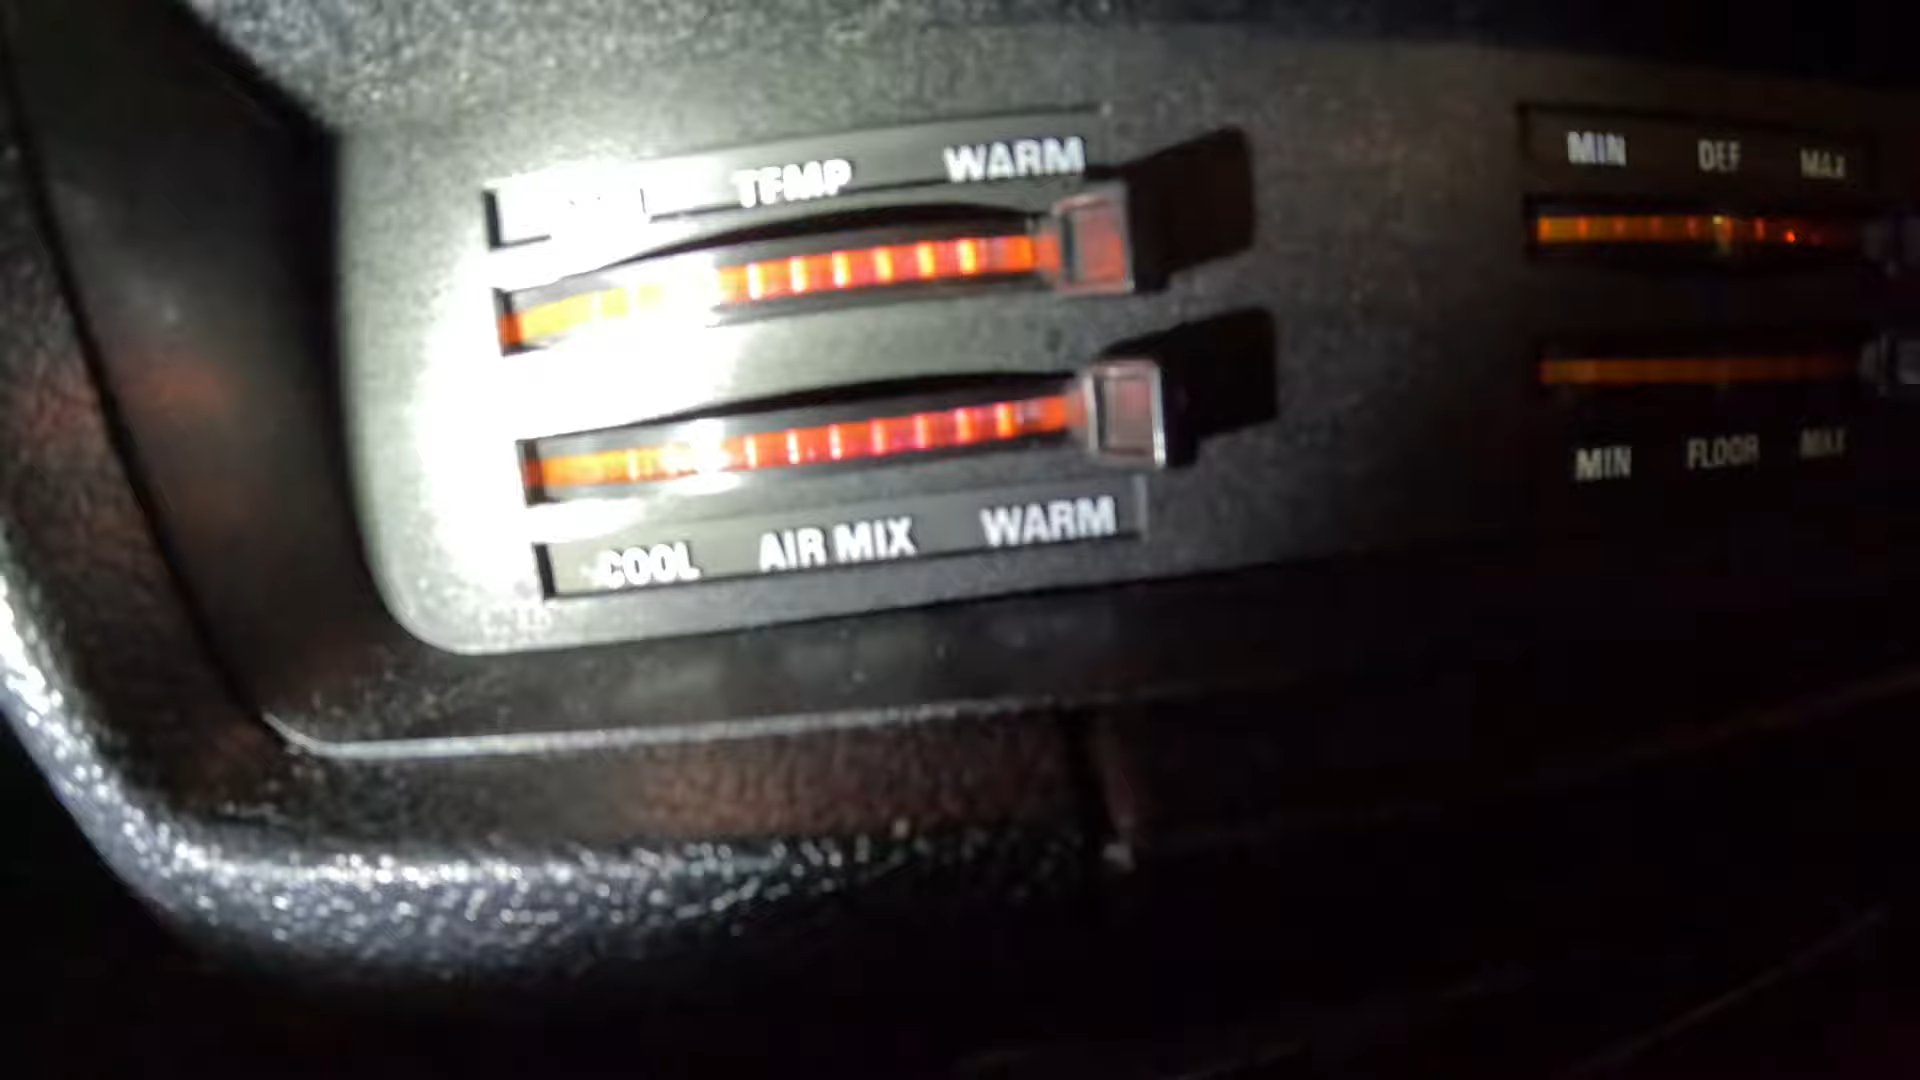 TEMP WARM
COOL AIR MIX WARM
MIN DEF MAX
MIN FLOOR MAX